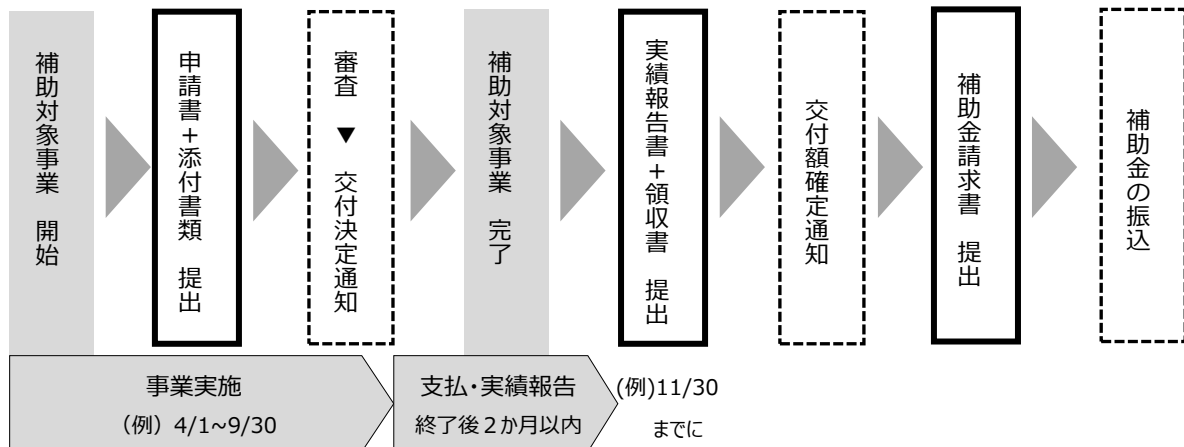 補助対象事業　開始
申請書＋添付書類　提出
審査　▼　交付決定通知
補助対象事業　完了
実績報告書＋領収書　提出
交付額確定通知
補助金請求書　提出
補助金の振込
事業実施
（例）4/1~9/30
支払・実績報告
終了後２か月以内
(例)11/30
までに